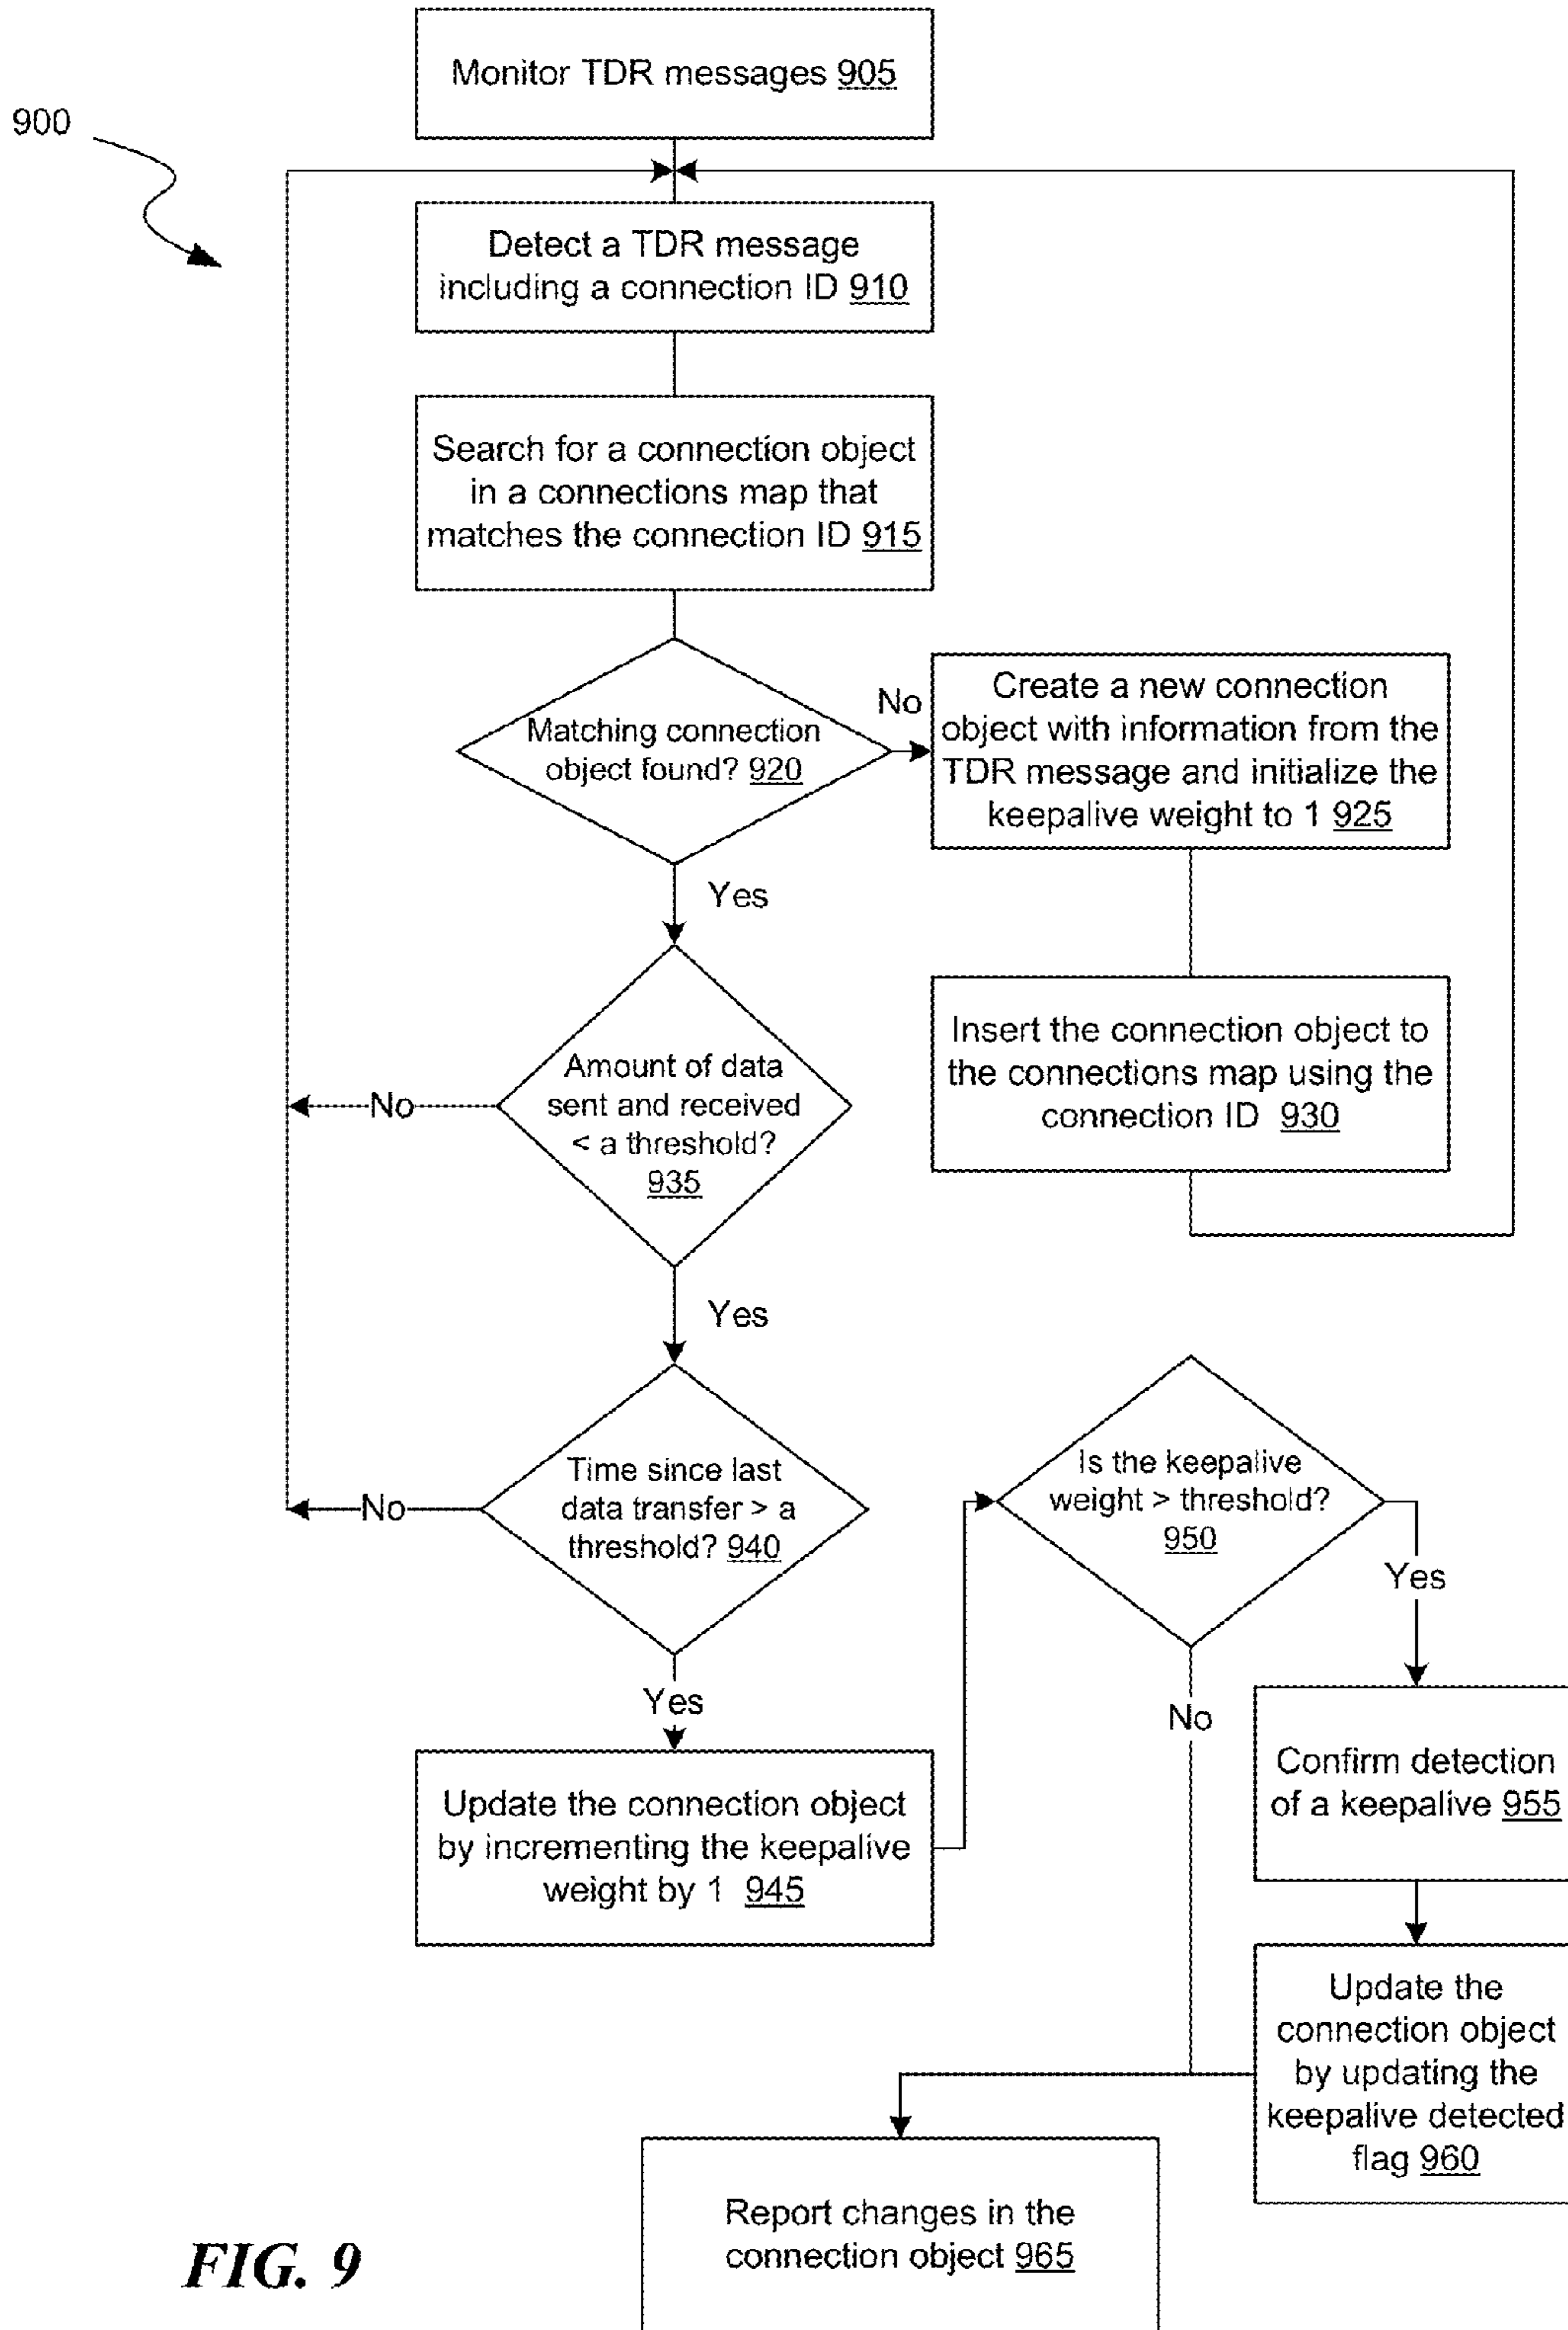 Monitor TDR messages 905
900
Detect a TDR message
including a connection ID 910
Search for a connection object
in a connections map that
matches the connection ID 915
Matching connection
object found? 920
No
Create a new connection
object with information from the
TDR message and initialize the
keepalive weight to 1 925
Yes
Insert the connection object to
the connections map using the
connection ID 930
Amount of data
sent and received
< a threshold?
935
No
Yes
Time since last
data transfer > a
threshold? 940
No
Yes
Update the connection object
by incrementing the keepalive
weight by 1 945
Is the keepalive
weight > threshold?
950
Yes
No
Confirm detection
of a keepalive 955
Update the
connection object
by updating the
keepalive detected
flag 960
Report changes in the
connection object 965
FIG. 9